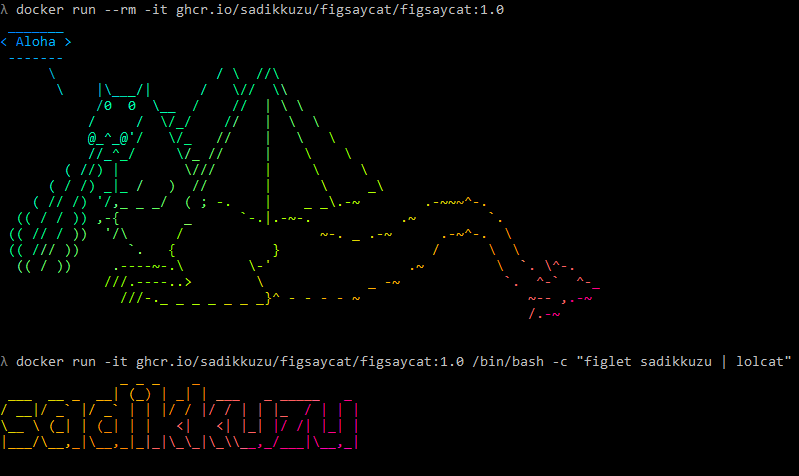 λ docker run --rm -it ghcr.io/sadikkuzu/figsaycat/figsaycat:1.0
< Aloha >
λ docker run -it ghcr.io/sadikkuzu/figsaycat/figsaycat:1.0 /bin/bash -c "figlet sadikkuzu | lolcat"
sadikkuzu